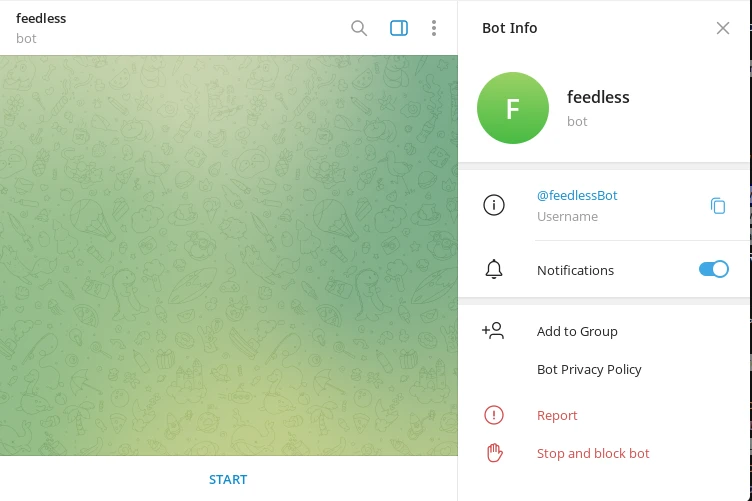 feedless
bot
START
Bot Info
F
feedless
bot
@feedlessBot
Username
Notifications
Add to Group
Bot Privacy Policy
Report
Stop and block bot